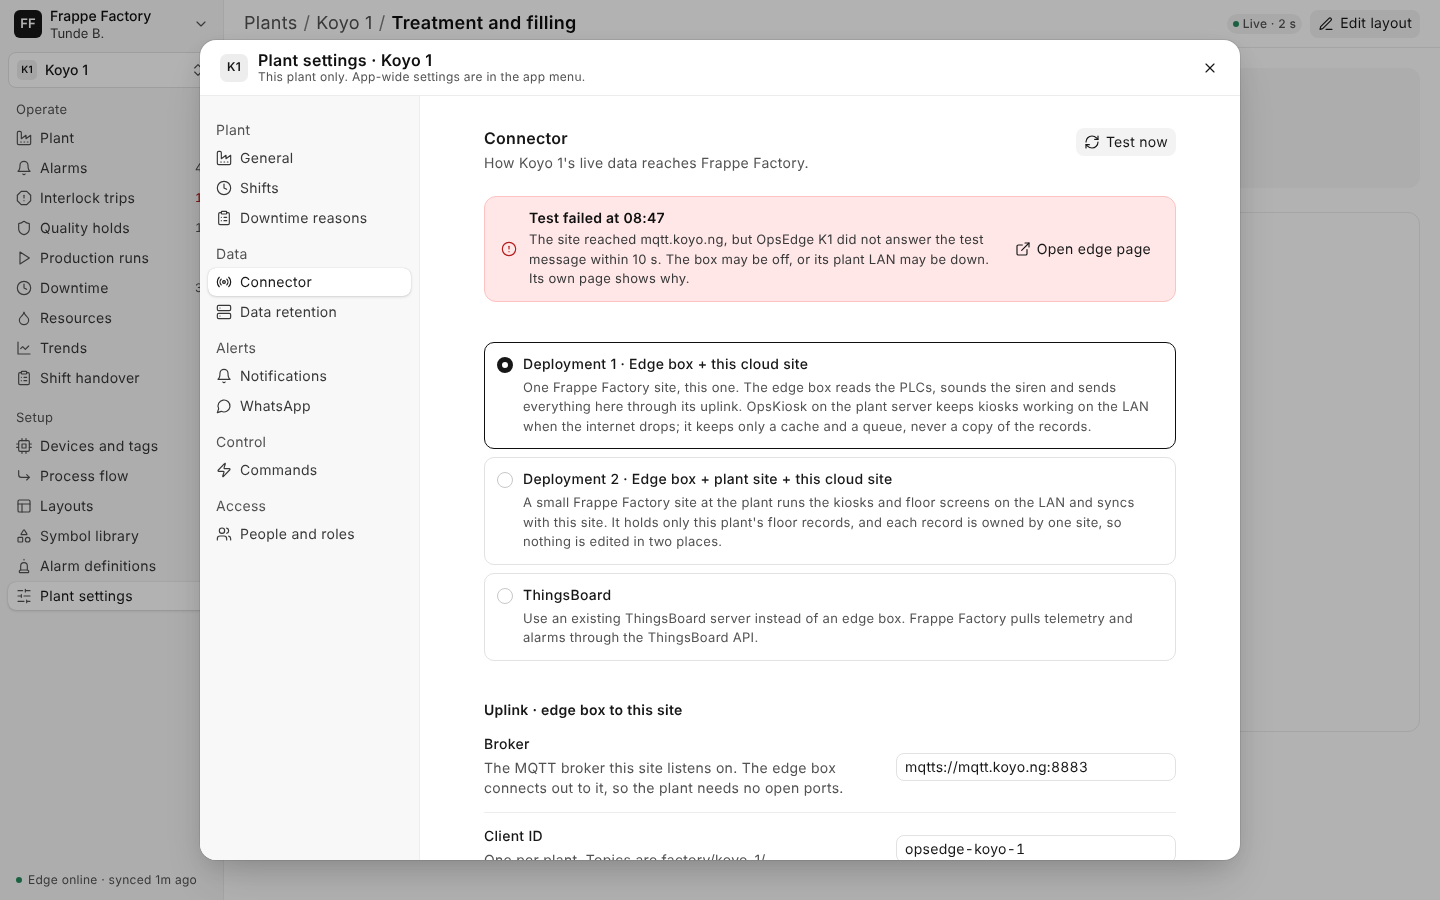 FF
Frappe Factory
Tunde B.
Plants / Koyo 1 / Treatment and filling
Live · 2 s
Edit layout
K1
Koyo 1
Operate
Plant
Alarms
Interlock trips
Quality holds
Production runs
Downtime
Resources
Trends
Shift handover
Setup
Devices and tags
Process flow
Layouts
Symbol library
Alarm definitions
Plant settings
Edge online · synced 1m ago
K1
Plant settings · Koyo 1
This plant only. App-wide settings are in the app menu.
Plant
General
Shifts
Downtime reasons
Data
Connector
Data retention
Alerts
Notifications
WhatsApp
Control
Commands
Access
People and roles
Connector
How Koyo 1's live data reaches Frappe Factory.
Test now
Test failed at 08:47
The site reached mqtt.koyo.ng, but OpsEdge K1 did not answer the test
message within 10 s. The box may be off, or its plant LAN may be down.
Its own page shows why.
Open edge page
Deployment 1 · Edge box + this cloud site
One Frappe Factory site, this one. The edge box reads the PLCs, sounds the siren and sends
everything here through its uplink. OpsKiosk on the plant server keeps kiosks working on the LAN
when the internet drops; it keeps only a cache and a queue, never a copy of the records.
Deployment 2 · Edge box + plant site + this cloud site
A small Frappe Factory site at the plant runs the kiosks and floor screens on the LAN and syncs
with this site. It holds only this plant's floor records, and each record is owned by one site, so
nothing is edited in two places.
ThingsBoard
Use an existing ThingsBoard server instead of an edge box. Frappe Factory pulls telemetry and
alarms through the ThingsBoard API.
Uplink · edge box to this site
Broker
The MQTT broker this site listens on. The edge box
connects out to it, so the plant needs no open ports.
mqtts://mqtt.koyo.ng:8883
Client ID
One per plant. Topics are factory/koyo-1/
opsedge-koyo-1